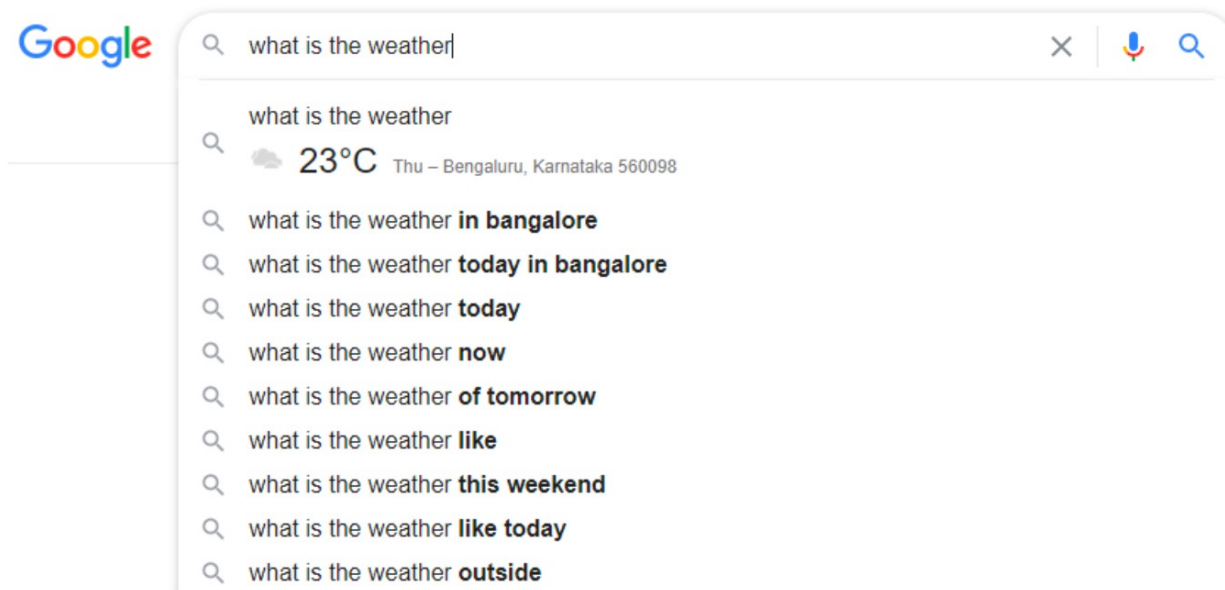 Google
what is the weather
what is the weather
23°C Thu – Bengaluru, Karnataka 560098
what is the weather in bangalore
what is the weather today in bangalore
what is the weather today
what is the weather now
what is the weather of tomorrow
what is the weather like
what is the weather this weekend
what is the weather like today
what is the weather outside